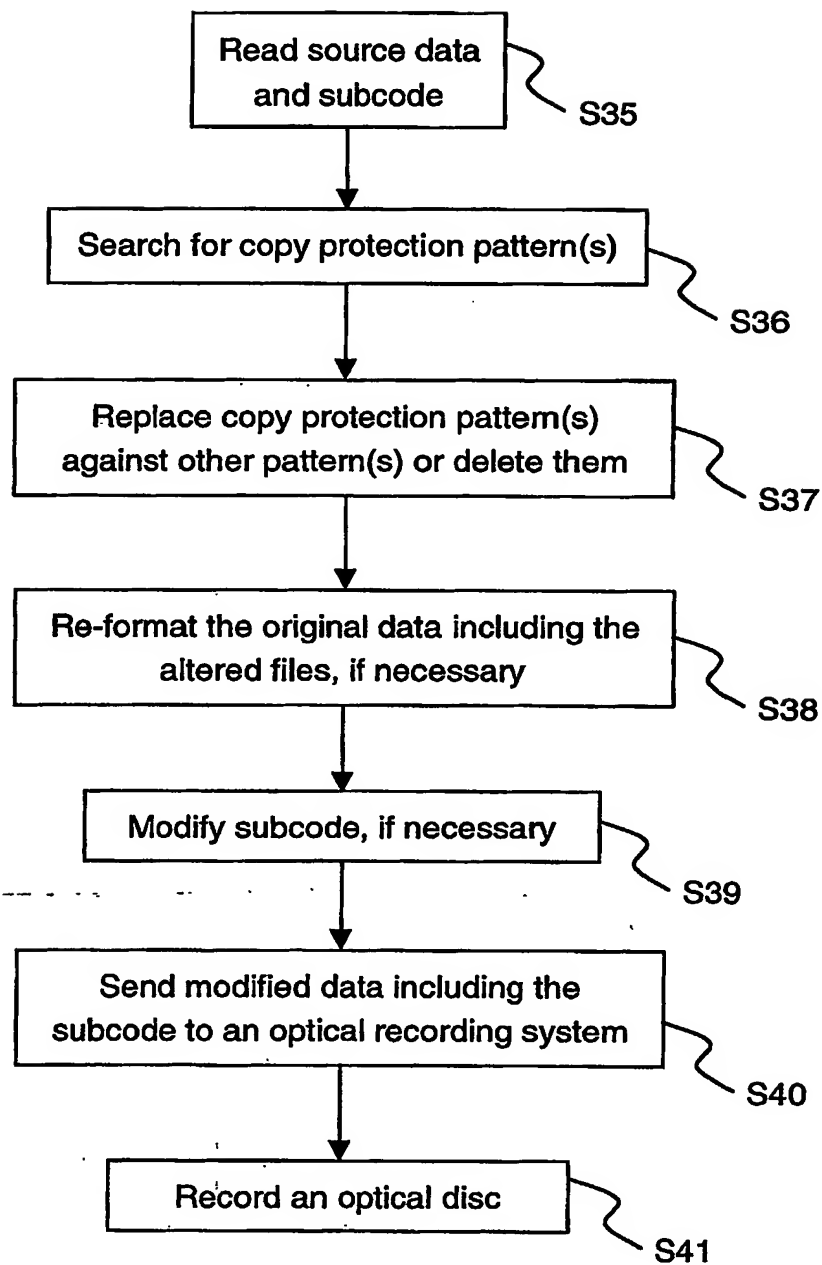 Read source data
and subcode
S35
Search for copy protection pattern(s)
S36
Replace copy protection pattern(s)
against other pattern(s) or delete them
S37
Re-format the original data including the
altered files, if necessary
S38
Modify subcode, if necessary
S39
Send modified data including the
subcode to an optical recording system
S40
Record an optical disc
S41